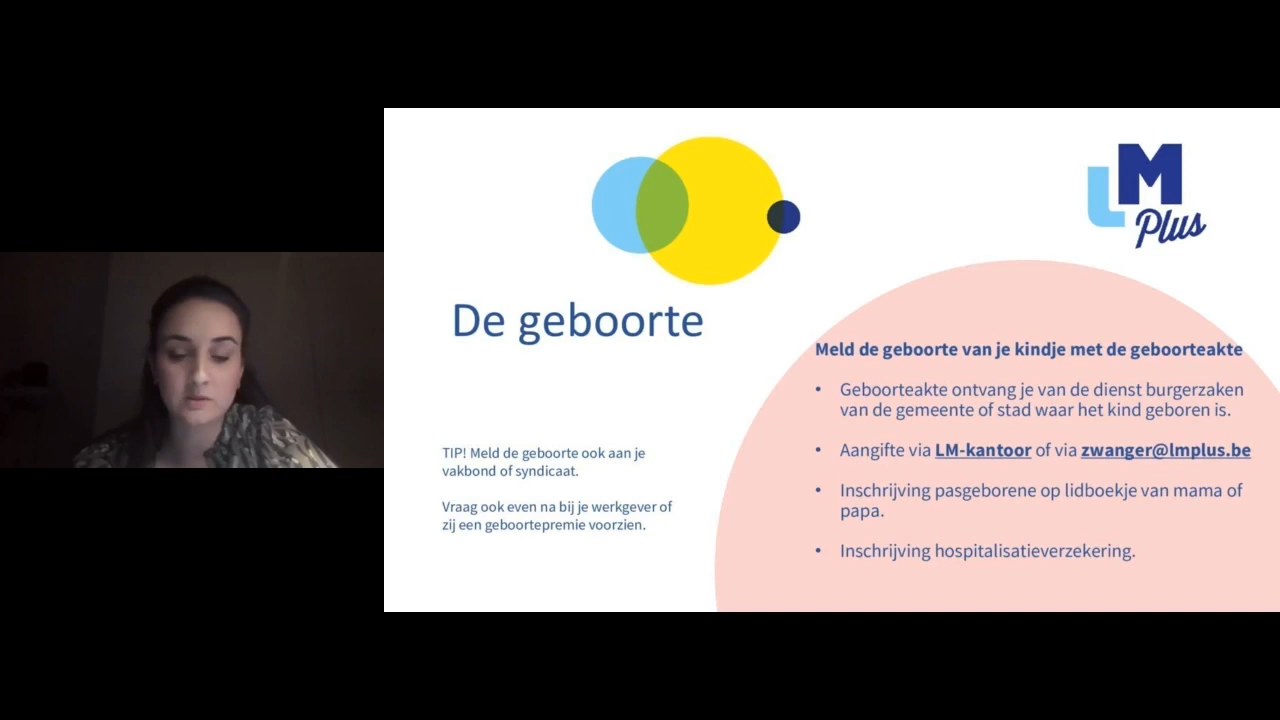 LM
Plus
De geboorte
TIP! Meld de geboorte ook aan je
vakbond of syndicaat.
Vraag ook even na bij je werkgever of
zij een geboortepremie voorzien.
Meld de geboorte van je kindje met de geboorteakte
• Geboorteakte ontvang je van de dienst burgerzaken
van de gemeente of stad waar het kind geboren is.
• Aangifte via LM-kantoor of via zwanger@lmplus.be
• Inschrijving pasgeborene op lidboekje van mama of
papa.
• Inschrijving hospitalisatieverzekering.